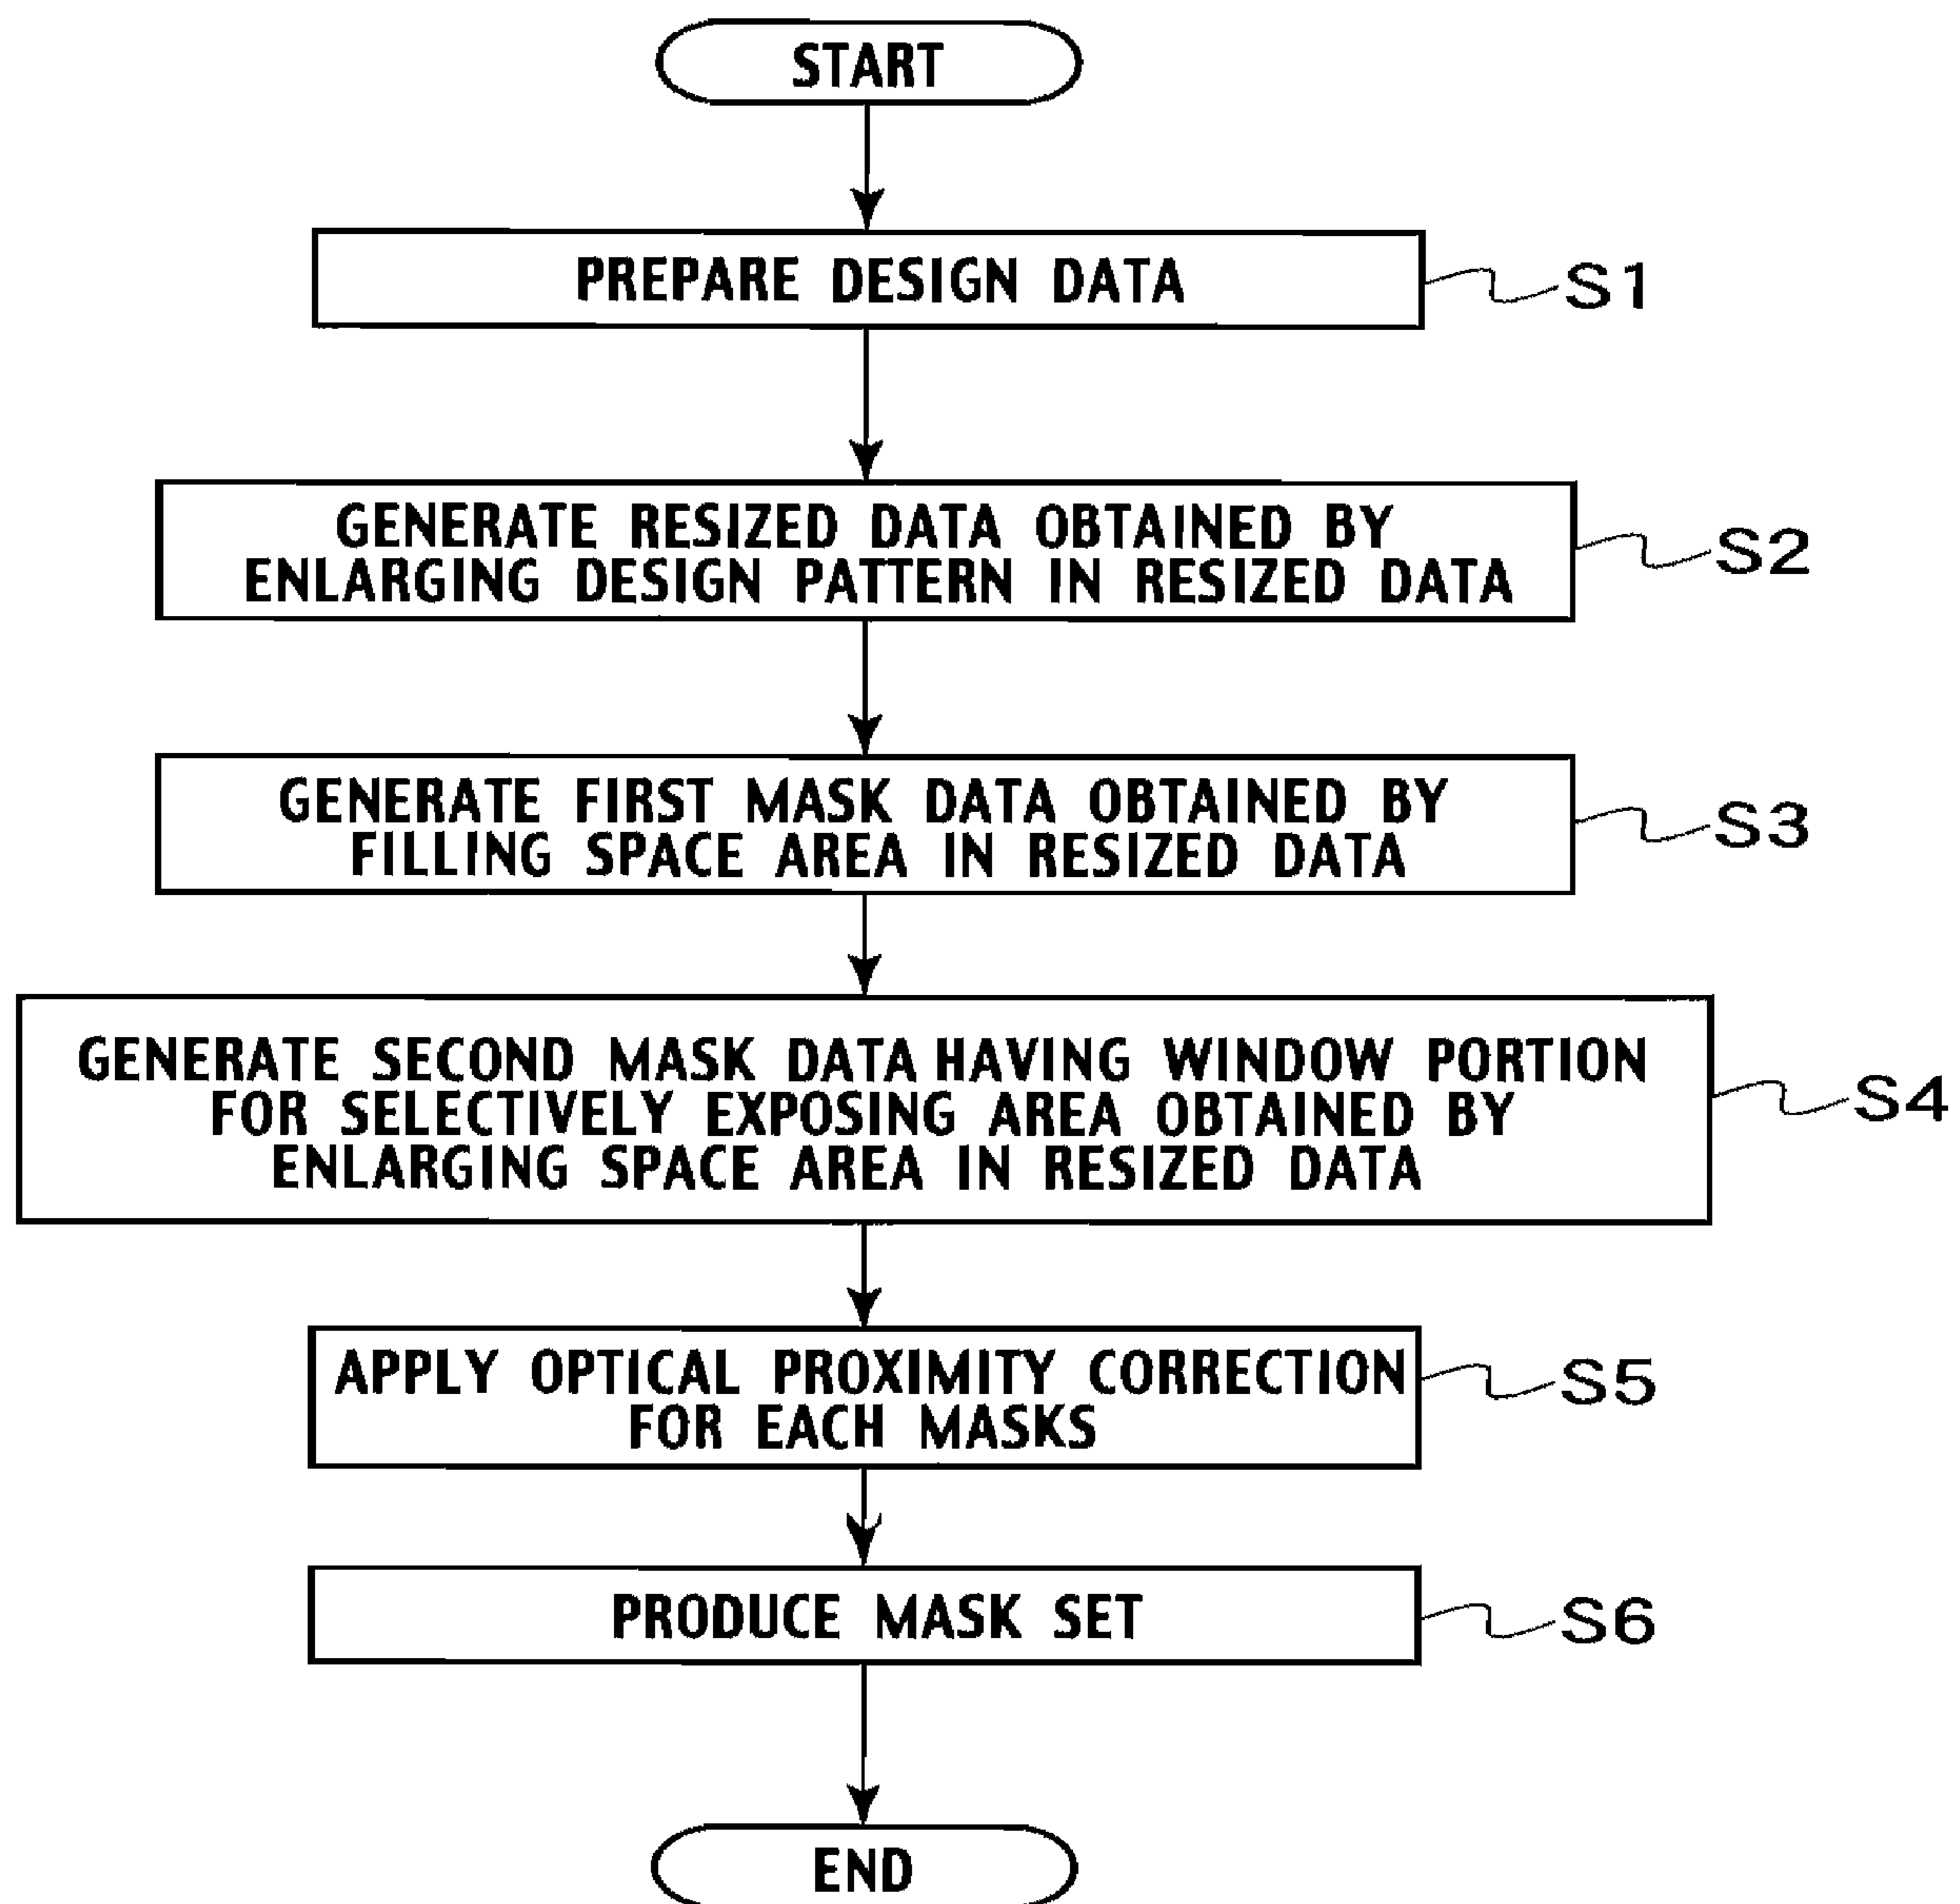 START
PREPARE DESIGN DATA
S1
GENERATE RESIZED DATA OBTAINED BY
ENLARGING DESIGN PATTERN IN RESIZED DATA
S2
GENERATE FIRST MASK DATA OBTAINED BY
FILLING SPACE AREA IN RESIZED DATA
S3
GENERATE SECOND MASK DATA HAVING WINDOW PORTION
FOR SELECTIVELY EXPOSING AREA OBTAINED BY
ENLARGING SPACE AREA IN RESIZED DATA
S4
APPLY OPTICAL PROXIMITY CORRECTION
FOR EACH MASKS
S5
PRODUCE MASK SET
S6
END